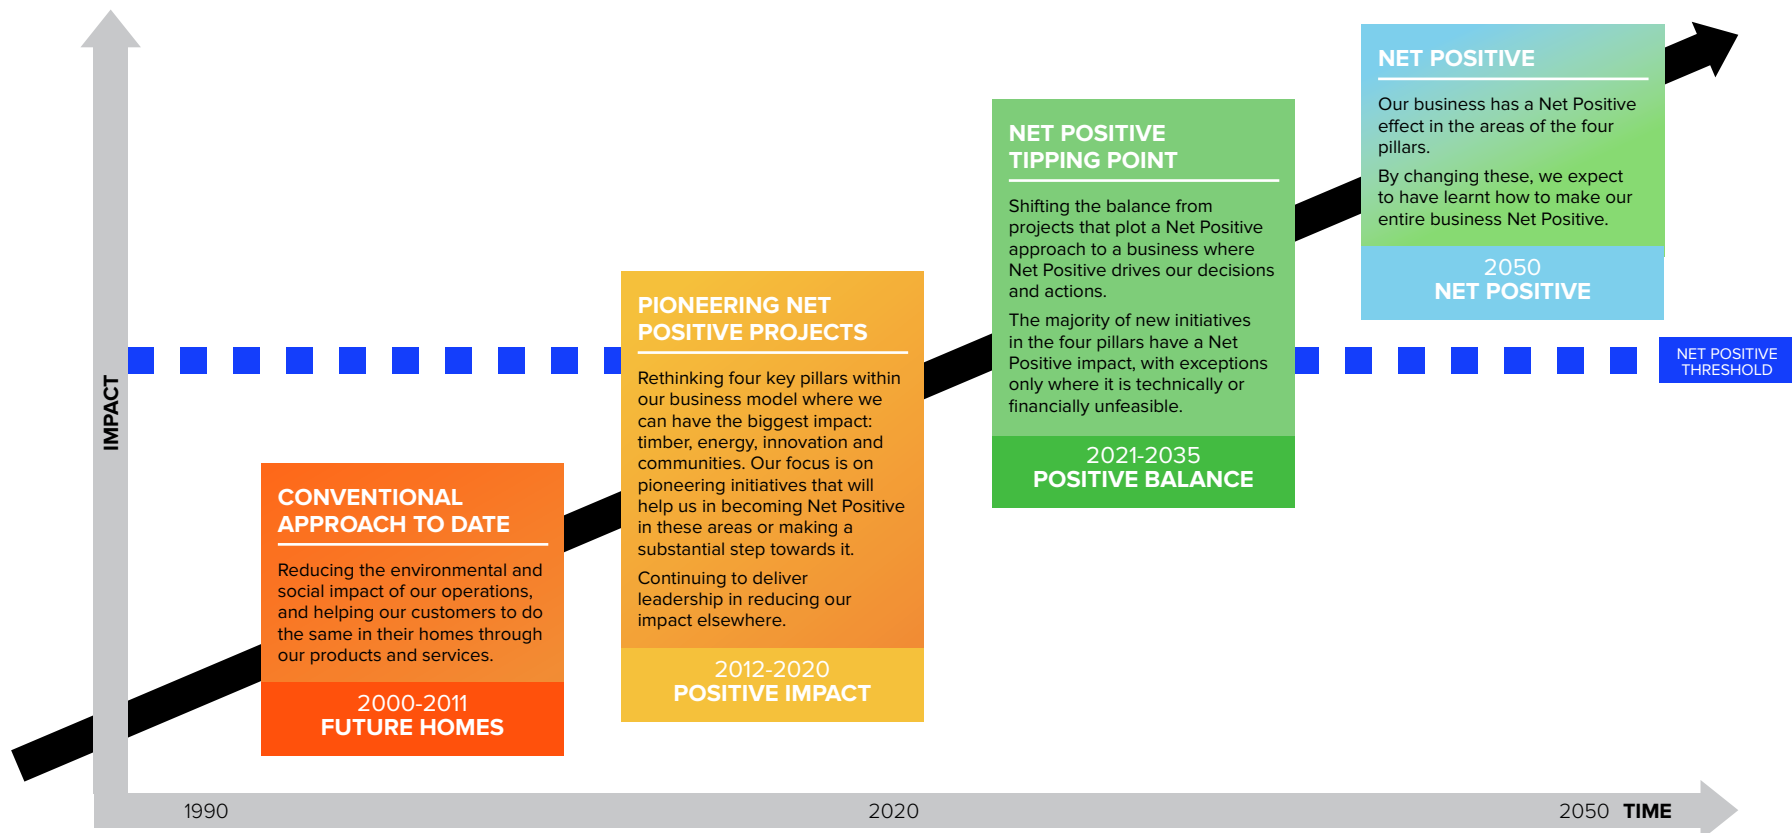 IMPACT
CONVENTIONAL
APPROACH TO DATE
Reducing the environmental and
social impact of our operations,
and helping our customers to do
the same in their homes through
our products and services.
2000-2011
FUTURE HOMES
PIONEERING NET
POSITIVE PROJECTS
Rethinking four key pillars within
our business model where we
can have the biggest impact:
timber, energy, innovation and
communities. Our focus is on
pioneering initiatives that will
help us in becoming Net Positive
in these areas or making a
substantial step towards it.
Continuing to deliver
leadership in reducing our
impact elsewhere.
2012-2020
POSITIVE IMPACT
NET POSITIVE
TIPPING POINT
Shifting the balance from
projects that plot a Net Positive
approach to a business where
Net Positive drives our decisions
and actions.
The majority of new initiatives
in the four pillars have a Net
Positive impact, with exceptions
only where it is technically or
financially unfeasible.
2021-2035
POSITIVE BALANCE
NET POSITIVE
Our business has a Net Positive
effect in the areas of the four
pillars.
By changing these, we expect
to have learnt how to make our
entire business Net Positive.
2050
NET POSITIVE
NET POSITIVE
THRESHOLD
1990
2020
2050 TIME